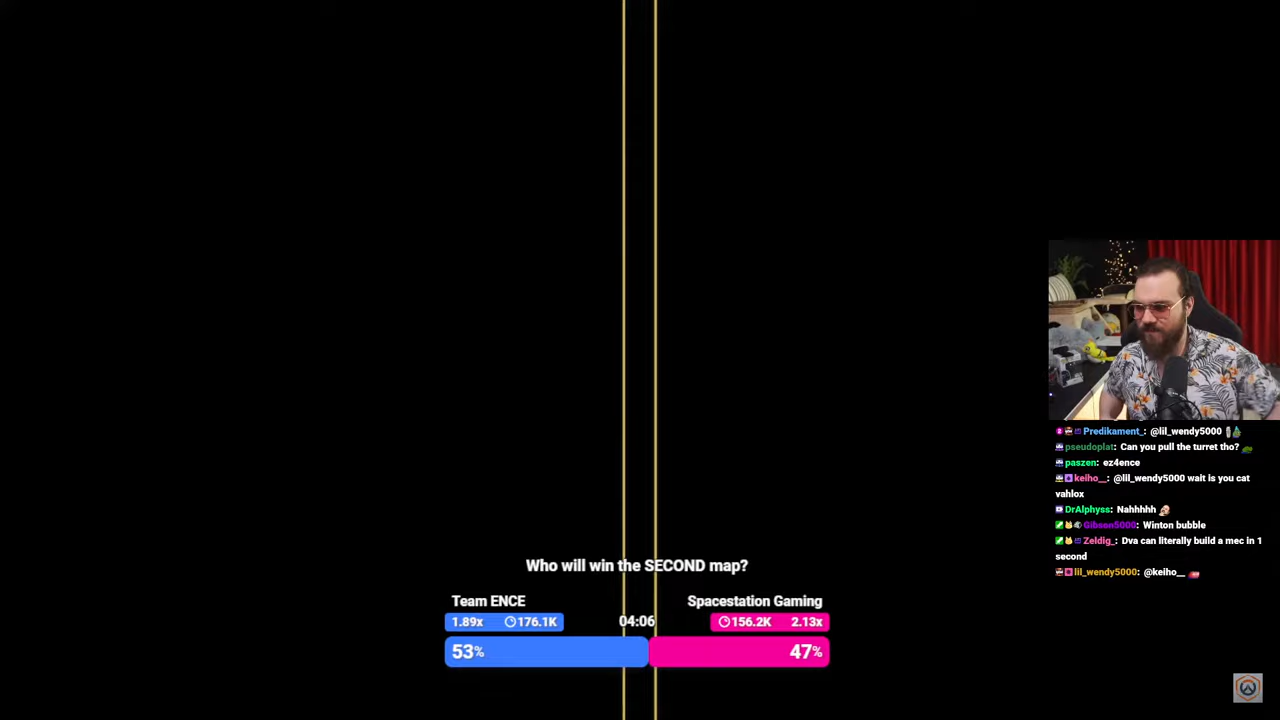 Predikament_: @lil_wendy5000
pseudoplat: Can you pull the turret tho?
paszen: ez4ence
keiho__: @lil_wendy5000 wait is you cat
vahlox
DrAlphyss: Nahhhhh
Gibson5000: Winton bubble
Zeldig_: Dva can literally build a mec in 1
second
lil_wendy5000: @keiho__
Who will win the SECOND map?
Team ENCE Spacestation Gaming
1.89x 176.1K 04:06 156.2K 2.13x
53% 47%